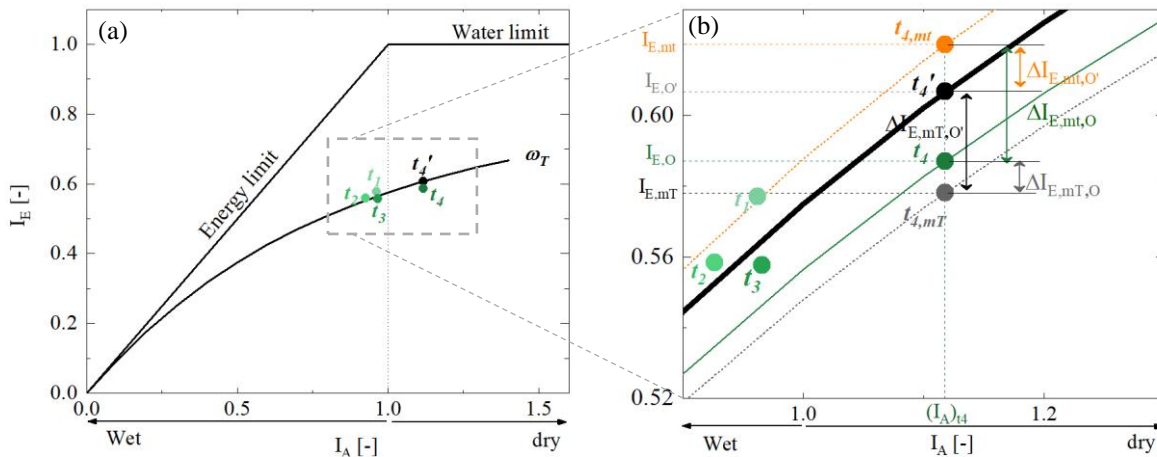 (a)
Water limit
1.0
0.8
Energy limit
ω_T
t_4'
t_1
t_2
t_3
t_4
0.6
I_E [-]
0.4
0.2
0.0
0.0
0.5
1.0
1.5
Wet
I_A [-]
dry
(b)
I_E,mt
t_4,mt
ΔI_E,mt,O'
I_E,O'
t_4'
0.60
ΔI_E,mT,O'
ΔI_E,mt,O
I_E,O
t_4
I_E,mT
ΔI_E,mT,O
t_1
t_4,mT
0.56
t_2
t_3
0.52
1.0
(I_A)_t4
1.2
Wet
I_A [-]
dry